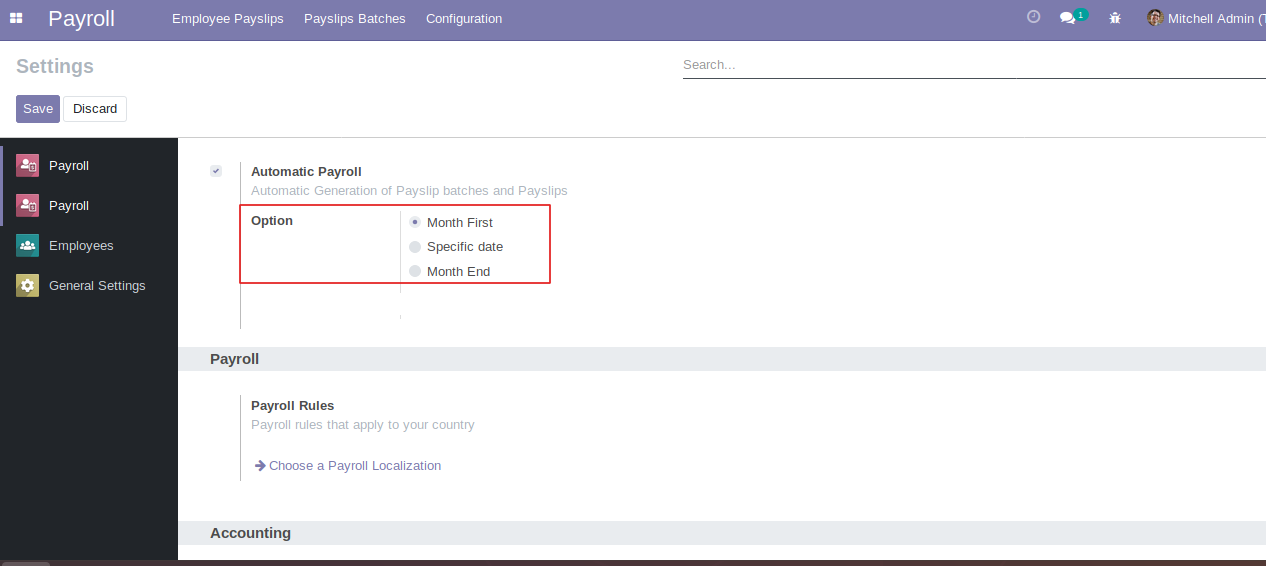 Payroll Employee Payslips Payslips Batches Configuration 1 Mitchell Admin (T
Settings
Search...
Save Discard
Payroll
Payroll
Employees
General Settings
Automatic Payroll
Automatic Generation of Payslip batches and Payslips
Option
Month First
Specific date
Month End
Payroll
Payroll Rules
Payroll rules that apply to your country
Choose a Payroll Localization
Accounting